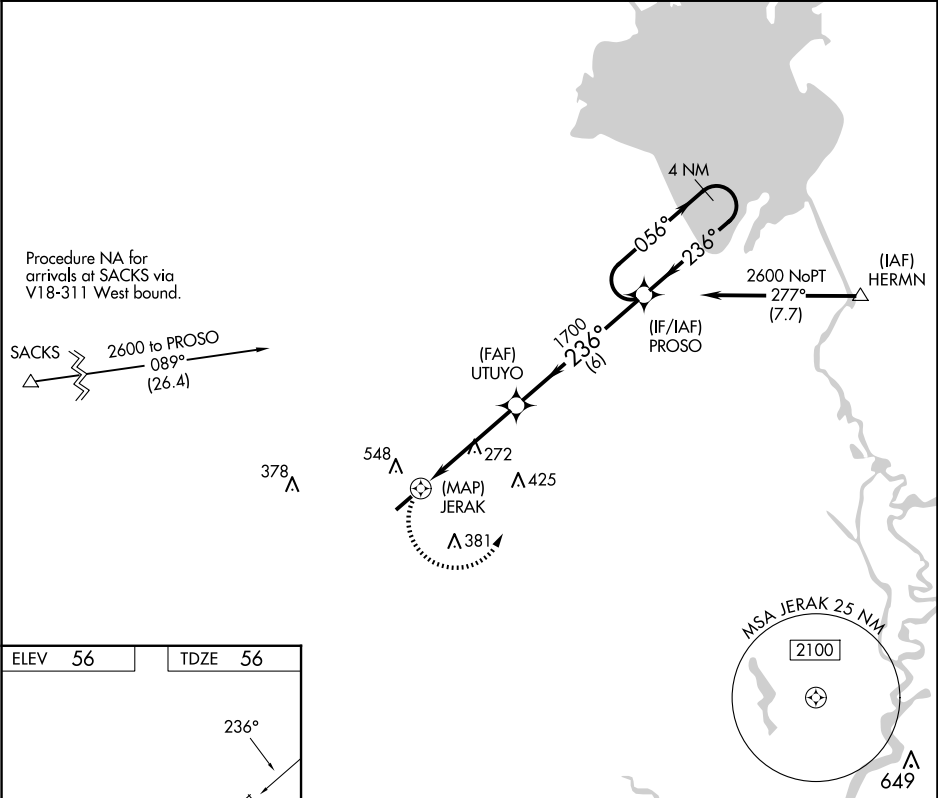 4 NM
056°
236°
Procedure NA for
arrivals at SACKS via
V18-311 West bound.
(IAF)
HERMN
2600 NoPT
277°
(7.7)
(IF/IAF)
PROSO
1700
236°
(6)
SACKS
2600 to PROSO
089°
(26.4)
(FAF)
UTUYO
272
548
378
425
(MAP)
JERAK
381
MSA JERAK 25 NM
2100
649
ELEV 56
TDZE 56
236°